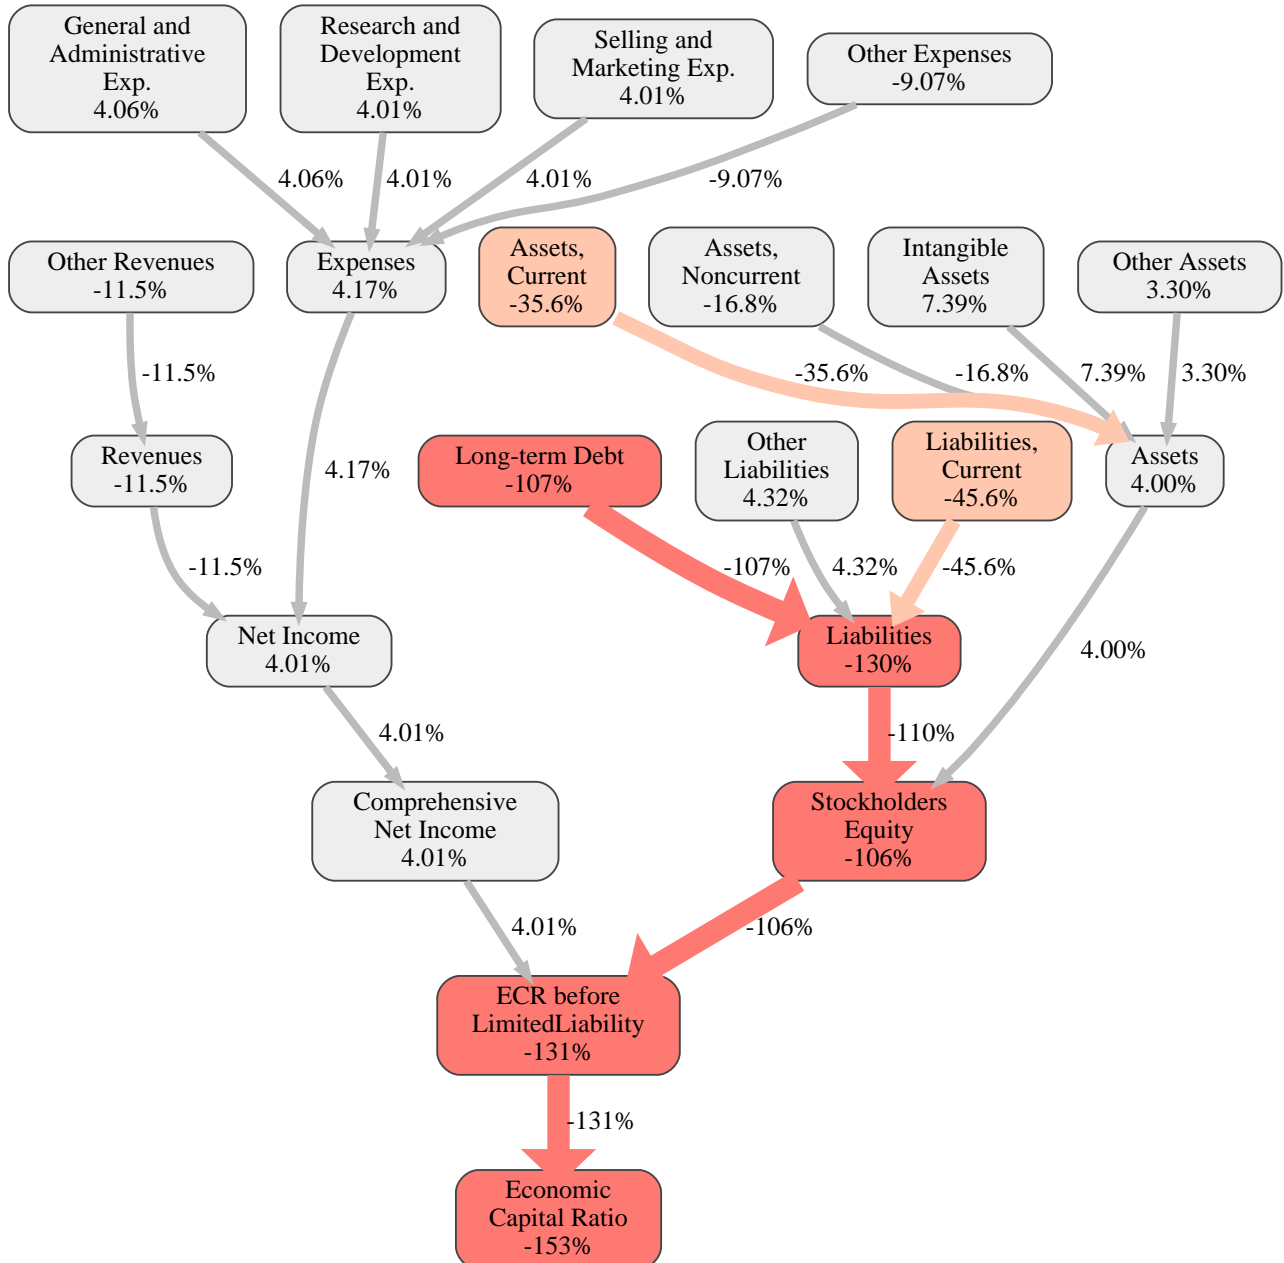 General and
Administrative
Exp.
4.06%
Research and
Development
Exp.
4.01%
Selling and
Marketing Exp.
4.01%
Other Expenses
-9.07%
4.06%
4.01%
4.01%
-9.07%
Other Revenues
-11.5%
Expenses
4.17%
Assets,
Current
-35.6%
Assets,
Noncurrent
-16.8%
Intangible
Assets
7.39%
Other Assets
3.30%
-11.5%
-35.6%
-16.8%
7.39%
3.30%
Revenues
-11.5%
4.17%
Long-term Debt
-107%
Other
Liabilities
4.32%
Liabilities,
Current
-45.6%
Assets
4.00%
-11.5%
-107%
4.32%
-45.6%
Net Income
4.01%
Liabilities
-130%
4.00%
4.01%
-110%
Comprehensive
Net Income
4.01%
Stockholders
Equity
-106%
4.01%
-106%
ECR before
LimitedLiability
-131%
-131%
Economic
Capital Ratio
-153%